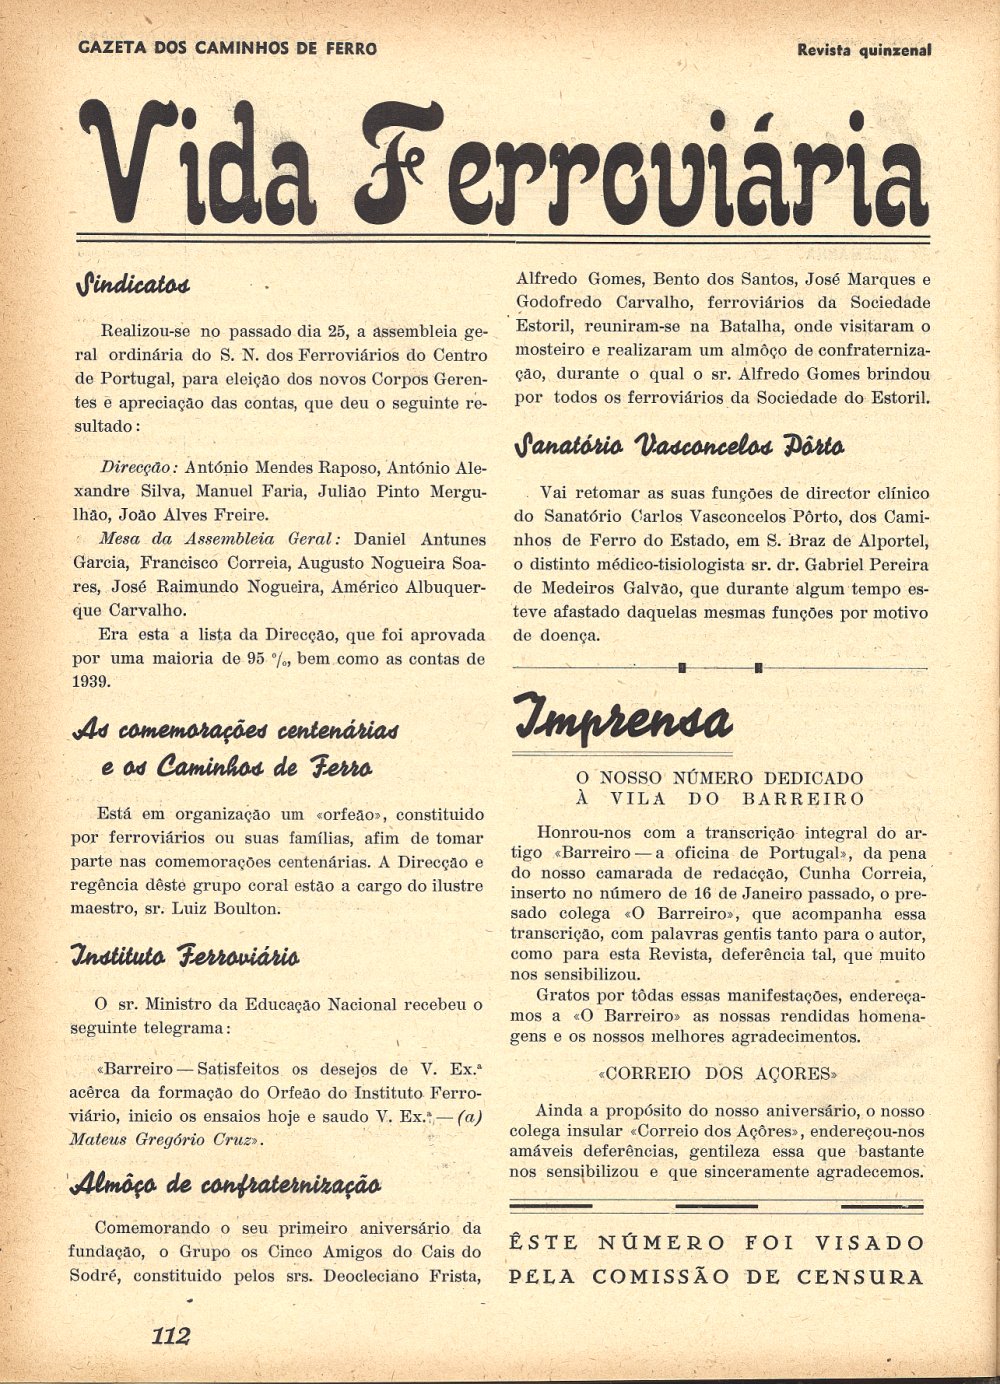 GAZETA DOS CAMINHOS DE FERRO
Revista quinzenal
Vida Ferroviária
Sindicatos
Realizou-se no passado dia 25, a assembleia ge-
ral ordinária do S. N. dos Ferroviários do Centro
de Portugal, para eleição dos novos Corpos Geren-
tes e apreciação das contas, que deu o seguinte re-
sultado:
Direcção: António Mendes Raposo, António Ale-
xandre Silva, Manuel Faria, Julião Pinto Mergu-
lhão, João Alves Freire.
Mesa da Assembleia Geral: Daniel Antunes
Garcia, Francisco Correia, Augusto Nogueira Soa-
res, José Raimundo Nogueira, Américo Albuquer-
que Carvalho.
Era esta a lista da Direcção, que foi aprovada
por uma maioria de 95 %, bem como as contas de
1939.
As comemorações centenárias
e os Caminhos de Ferro
Está em organização um «orfeão», constituido
por ferroviários ou suas famílias, afim de tomar
parte nas comemorações centenárias. A Direcção e
regência dêste grupo coral estão a cargo do ilustre
maestro, sr. Luiz Boulton.
Instituto Ferroviário
O sr. Ministro da Educação Nacional recebeu o
seguinte telegrama:
«Barreiro — Satisfeitos os desejos de V. Ex.ª
acêrca da formação do Orfeão do Instituto Ferro-
viário, inicio os ensaios hoje e saudo V. Ex.ª — (a)
Mateus Gregório Cruz».
Almôço de confraternização
Comemorando o seu primeiro aniversário da
fundação, o Grupo os Cinco Amigos do Cais do
Sodré, constituido pelos srs. Deocleciano Frista,
Alfredo Gomes, Bento dos Santos, José Marques e
Godofredo Carvalho, ferroviários da Sociedade
Estoril, reuniram-se na Batalha, onde visitaram o
mosteiro e realizaram um almôço de confraterniza-
ção, durante o qual o sr. Alfredo Gomes brindou
por todos os ferroviários da Sociedade do Estoril.
Sanatório Vasconcelos Pôrto
Vai retomar as suas funções de director clínico
do Sanatório Carlos Vasconcelos Pôrto, dos Cami-
nhos de Ferro do Estado, em S. Braz de Alportel,
o distinto médico-tisiologista sr. dr. Gabriel Pereira
de Medeiros Galvão, que durante algum tempo es-
teve afastado daquelas mesmas funções por motivo
de doença.
Imprensa
O NOSSO NÚMERO DEDICADO
À VILA DO BARREIRO
Honrou-nos com a transcrição integral do ar-
tigo «Barreiro — a oficina de Portugal», da pena
do nosso camarada de redacção, Cunha Correia,
inserto no número de 16 de Janeiro passado, o pre-
sado colega «O Barreiro», que acompanha essa
transcrição, com palavras gentis tanto para o autor,
como para esta Revista, deferência tal, que muito
nos sensibilizou.
Gratos por tôdas essas manifestações, endereça-
mos a «O Barreiro» as nossas rendidas homena-
gens e os nossos melhores agradecimentos.
«CORREIO DOS AÇORES»
Ainda a propósito do nosso aniversário, o nosso
colega insular «Correio dos Açôres», endereçou-nos
amáveis deferências, gentileza essa que bastante
nos sensibilizou e que sinceramente agradecemos.
ÊSTE NÚMERO FOI VISADO
PELA COMISSÃO DE CENSURA
112